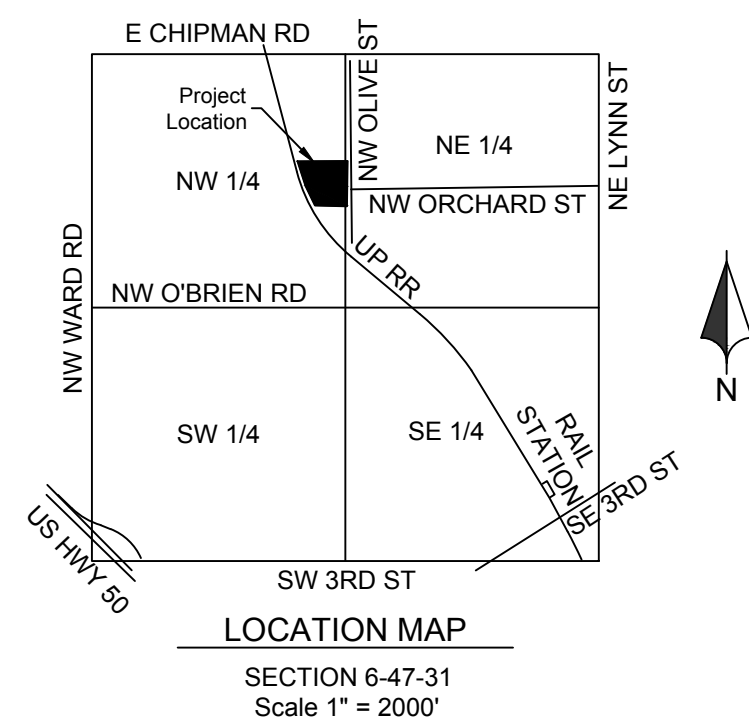 E CHIPMAN RD
NW OLIVE ST
NE LYNN ST
Project
Location
NE 1/4
NW 1/4
NW ORCHARD ST
NW WARD RD
UP RR
NW O'BRIEN RD
N
SW 1/4
SE 1/4
RAIL
STATION
SE 3RD ST
US HWY 50
SW 3RD ST
LOCATION MAP
SECTION 6-47-31
Scale 1" = 2000'